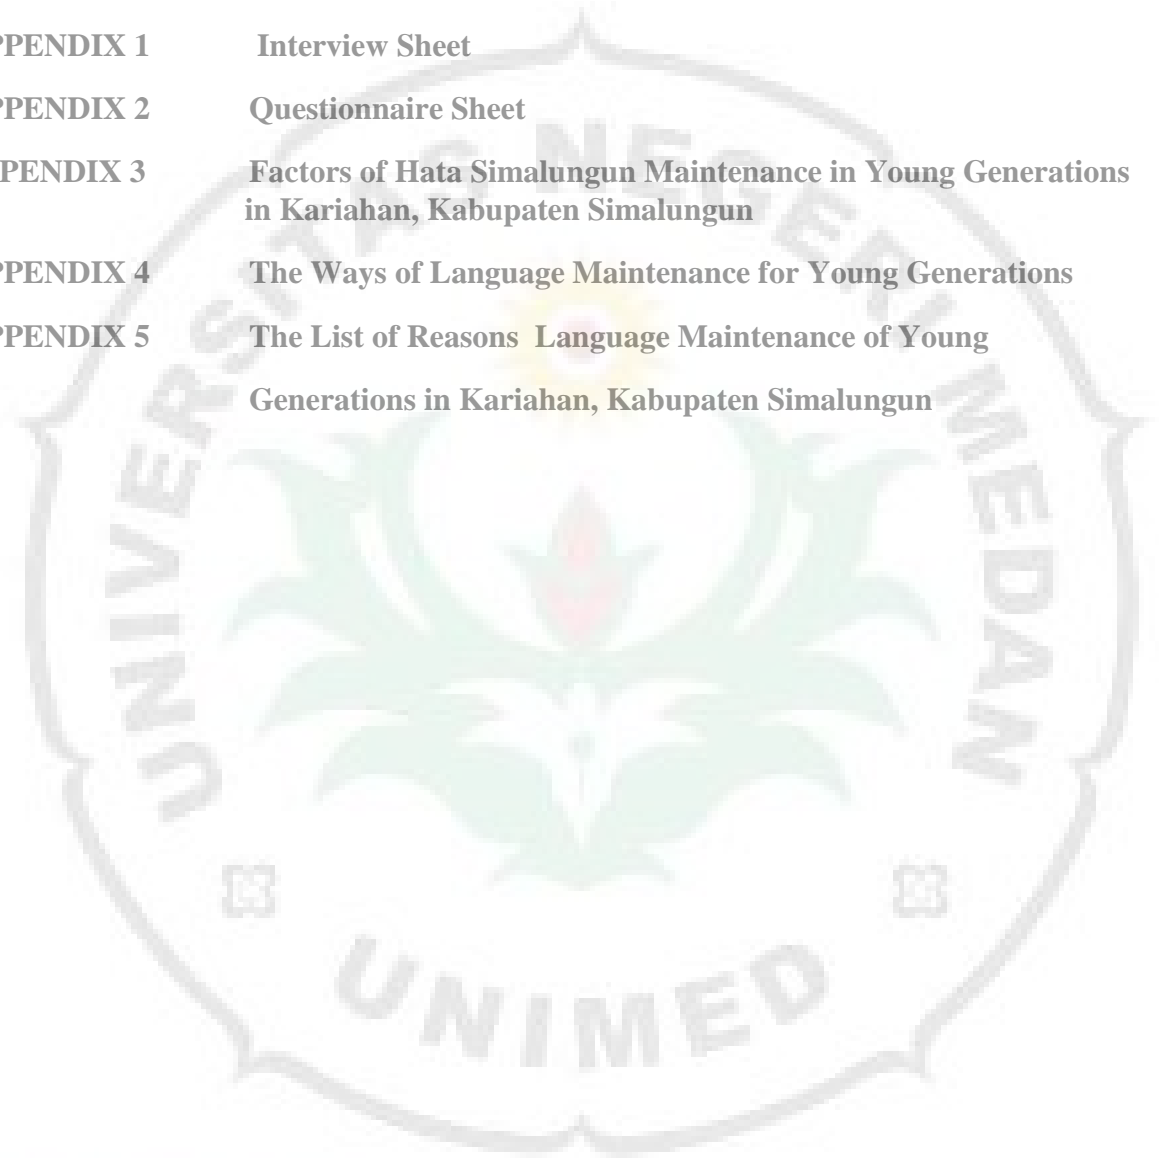 PPENDIX 1 Interview Sheet
PPENDIX 2 Questionnaire Sheet
PENDIX 3 Factors of Hata Simalungun Maintenance in Young Generations
in Kariahan, Kabupaten Simalungun
PPENDIX 4 The Ways of Language Maintenance for Young Generations
PPENDIX 5 The List of Reasons Language Maintenance of Young
Generations in Kariahan, Kabupaten Simalungun
UNIVERSITAS NEGERI MEDAN
UNIMED